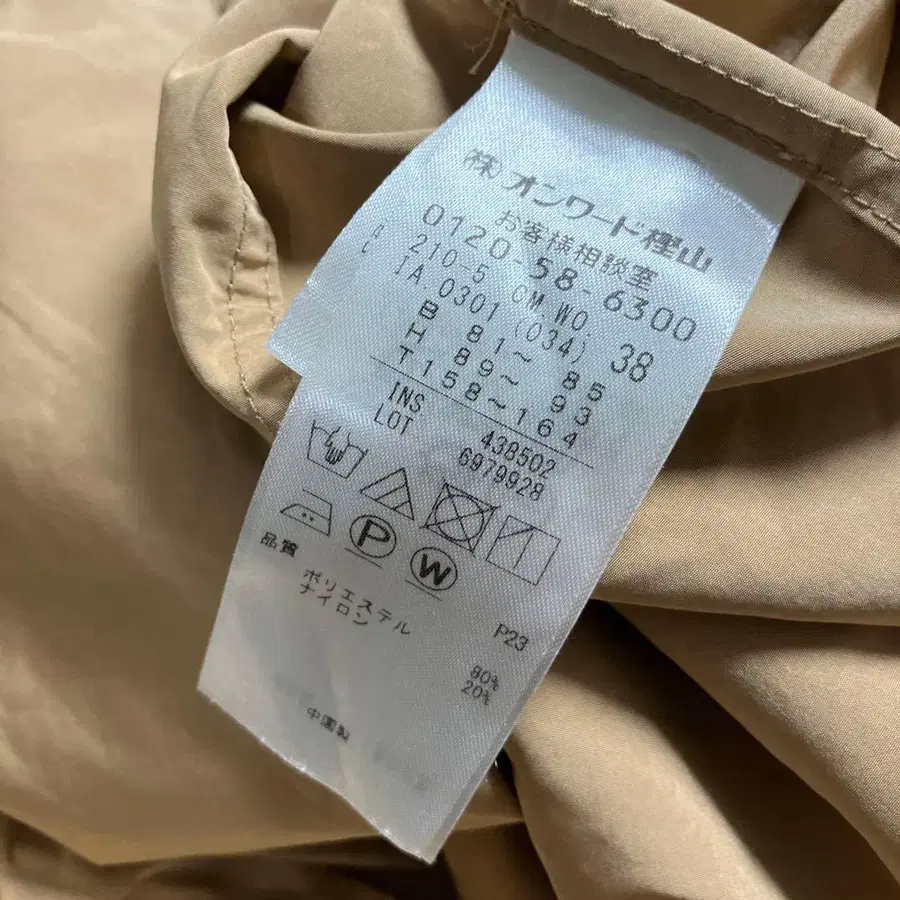 (株)オンワード樫山
お客様相談室
0120-58-6300
210-5 CM.WO.
IA.0301 (034) 38
B 81～ 85
H 89～ 93
T158～164
INS 438502
LOT 6979928
P W
品質 P23
ポリエステル 80%
ナイロン 20%
中国製